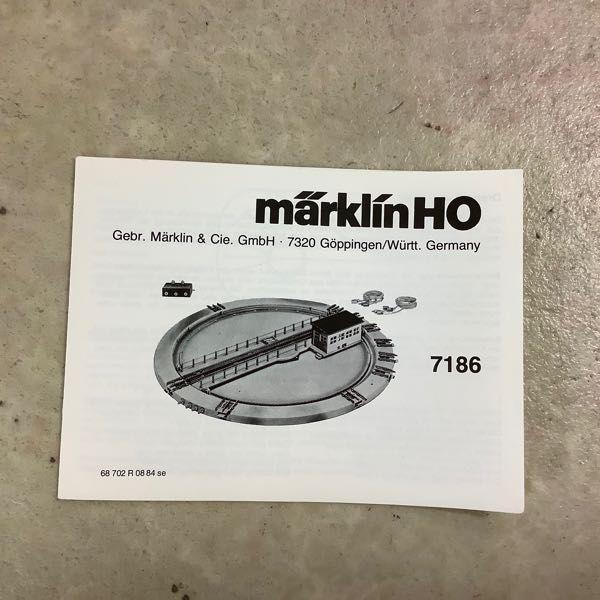 märklin HO
Gebr. Märklin & Cie. GmbH · 7320 Göppingen/Württ. Germany
7186
68 702 R 08 84 se